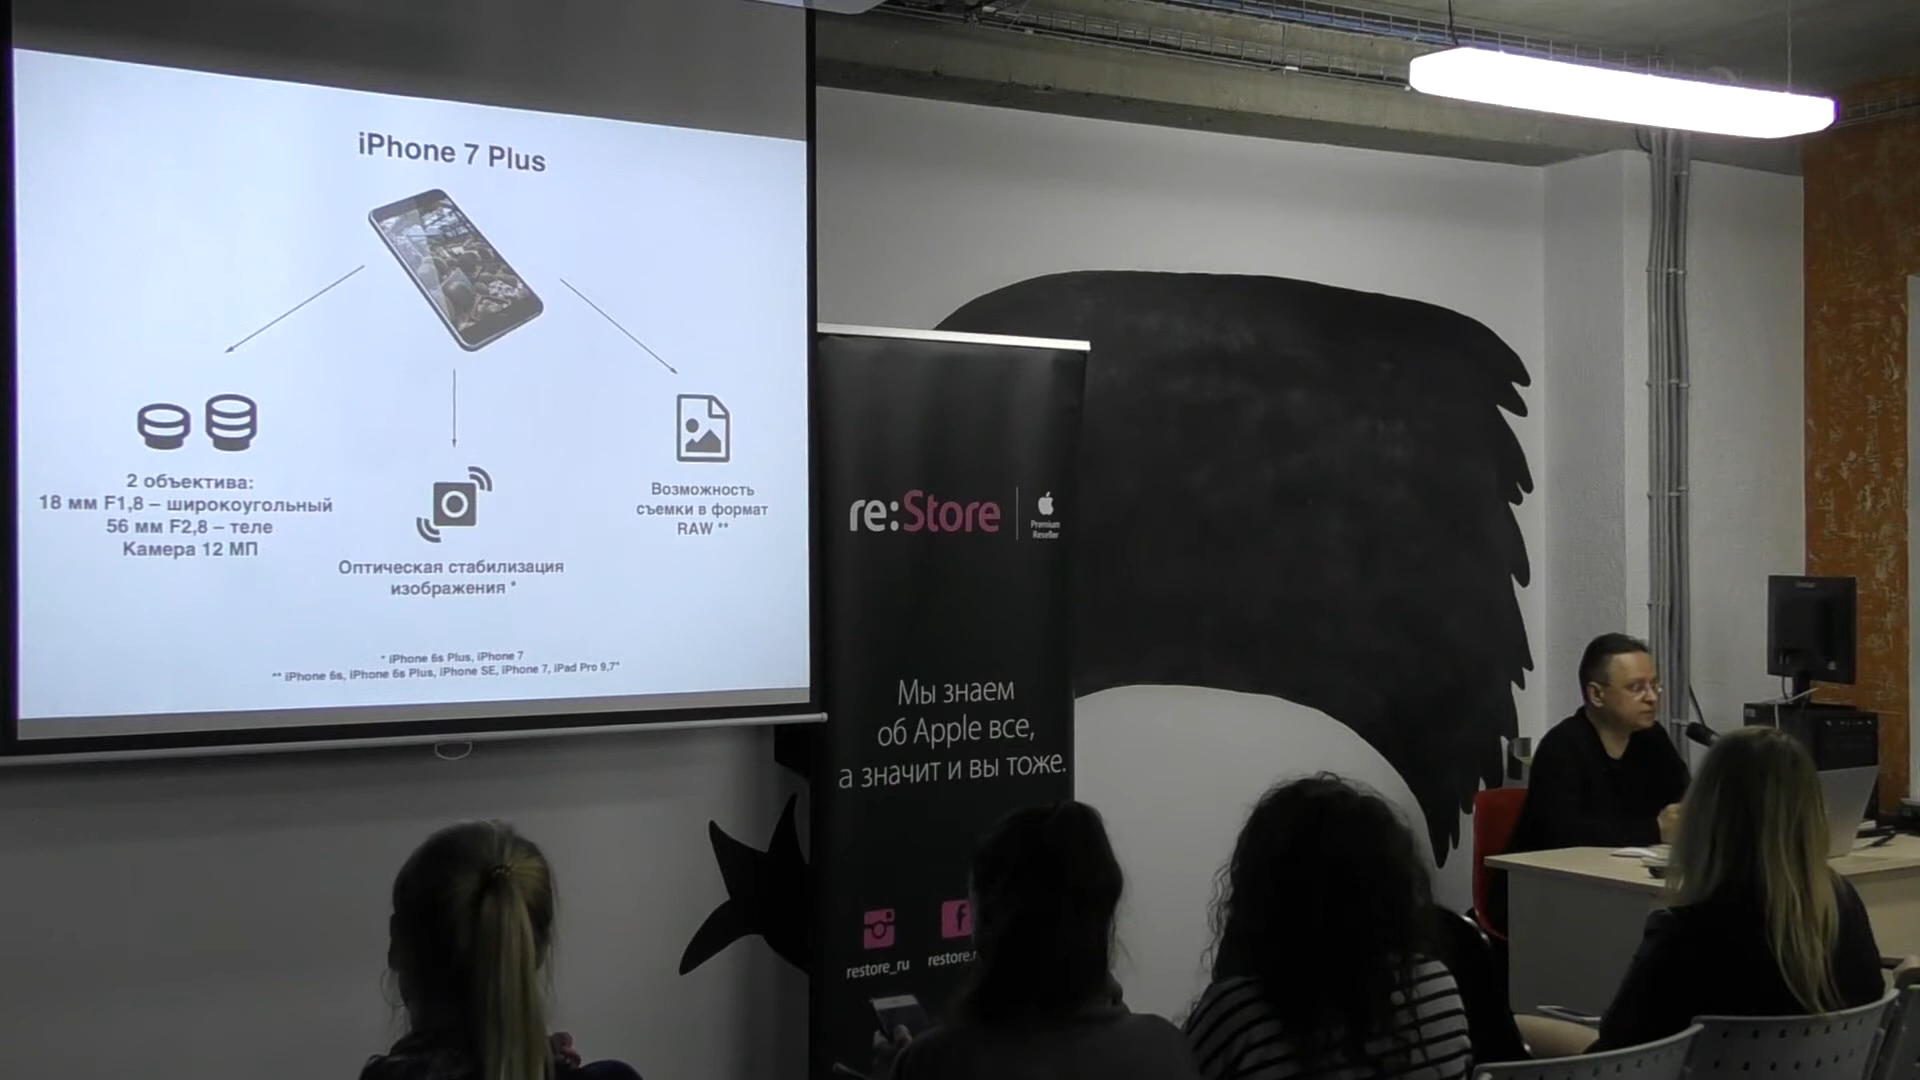 iPhone 7 Plus
2 объектива:
18 мм F1,8 – широкоугольный
56 мм F2,8 – теле
Камера 12 МП
Оптическая стабилизация
изображения *
Возможность
съемки в формат
RAW **
* iPhone 6s Plus, iPhone 7
** iPhone 6s, iPhone 6s Plus, iPhone SE, iPhone 7, iPad Pro 9,7"
re:Store
Premium
Reseller
Мы знаем
об Apple все,
а значит и вы тоже.
restore_ru